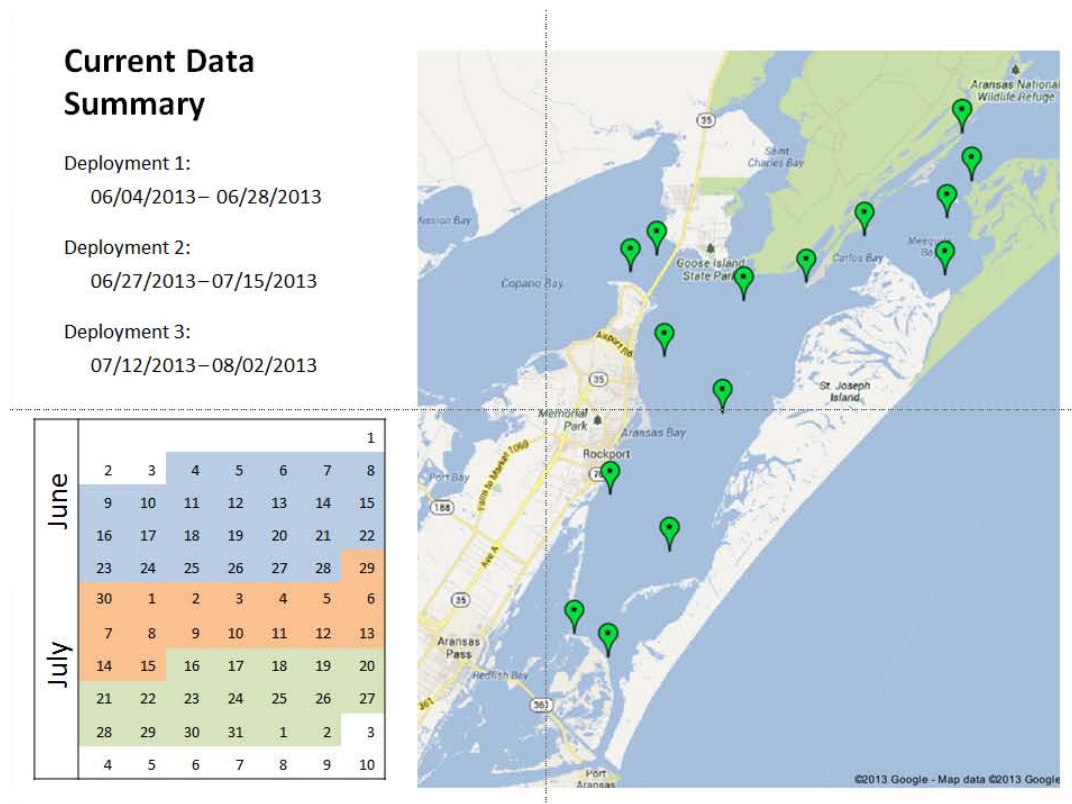 Current Data
Summary
Deployment 1:
06/04/2013– 06/28/2013
Deployment 2:
06/27/2013–07/15/2013
Deployment 3:
07/12/2013–08/02/2013
June
July
1
2 3 4 5 6 7 8
9 10 11 12 13 14 15
16 17 18 19 20 21 22
23 24 25 26 27 28 29
30 1 2 3 4 5 6
7 8 9 10 11 12 13
14 15 16 17 18 19 20
21 22 23 24 25 26 27
28 29 30 31 1 2 3
4 5 6 7 8 9 10
Aransas National
Wildlife Refuge
35
Saint
Charles Bay
Mission Bay
Goose Island
State Park
Carlos Bay
Copano Bay
Airport Rd
35
St. Joseph
Island
Memorial
Park
Aransas Bay
Rockport
Port Bay
Farm to Market 1069
188
Ave A
35
Aransas
Pass
Redfish Bay
361
361
Port
Aransas
©2013 Google - Map data ©2013 Google